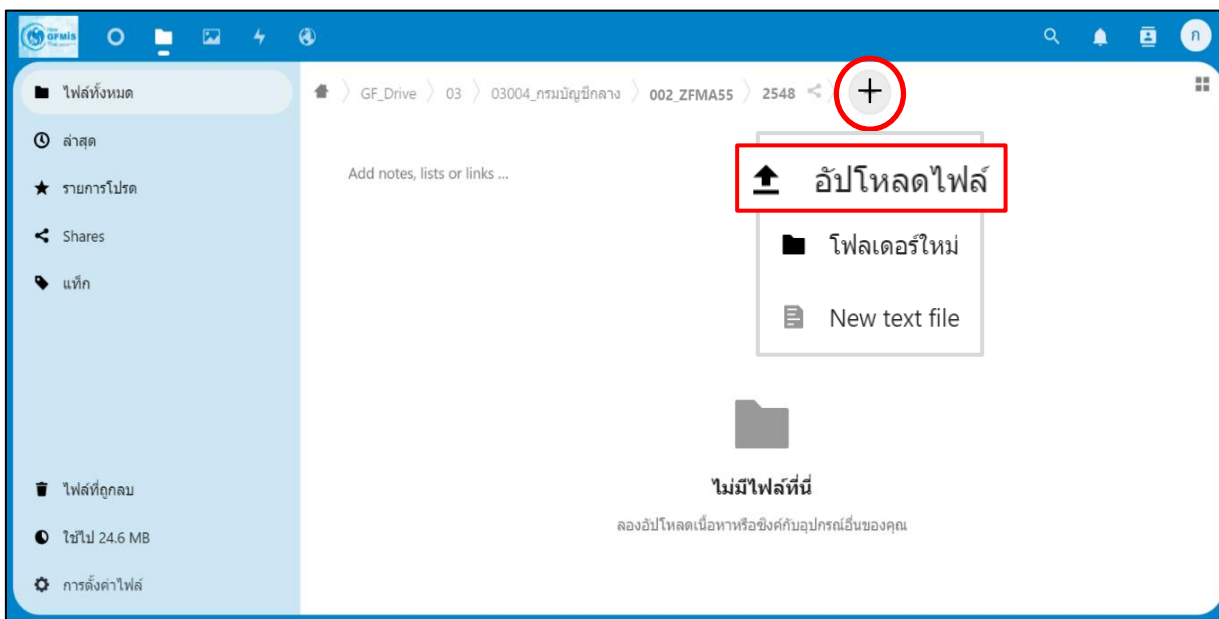 New
GFMIS
Thai
ก
ไฟล์ทั้งหมด
GF_Drive 03 03004_กรมบัญชีกลาง 002_ZFMA55 2548
ล่าสุด
Add notes, lists or links ...
อัปโหลดไฟล์
รายการโปรด
Shares
โฟลเดอร์ใหม่
แท็ก
New text file
ไม่มีไฟล์ที่นี่
ลองอัปโหลดเนื้อหาหรือซิงค์กับอุปกรณ์อื่นของคุณ
ไฟล์ที่ถูกลบ
ใช้ไป 24.6 MB
การตั้งค่าไฟล์